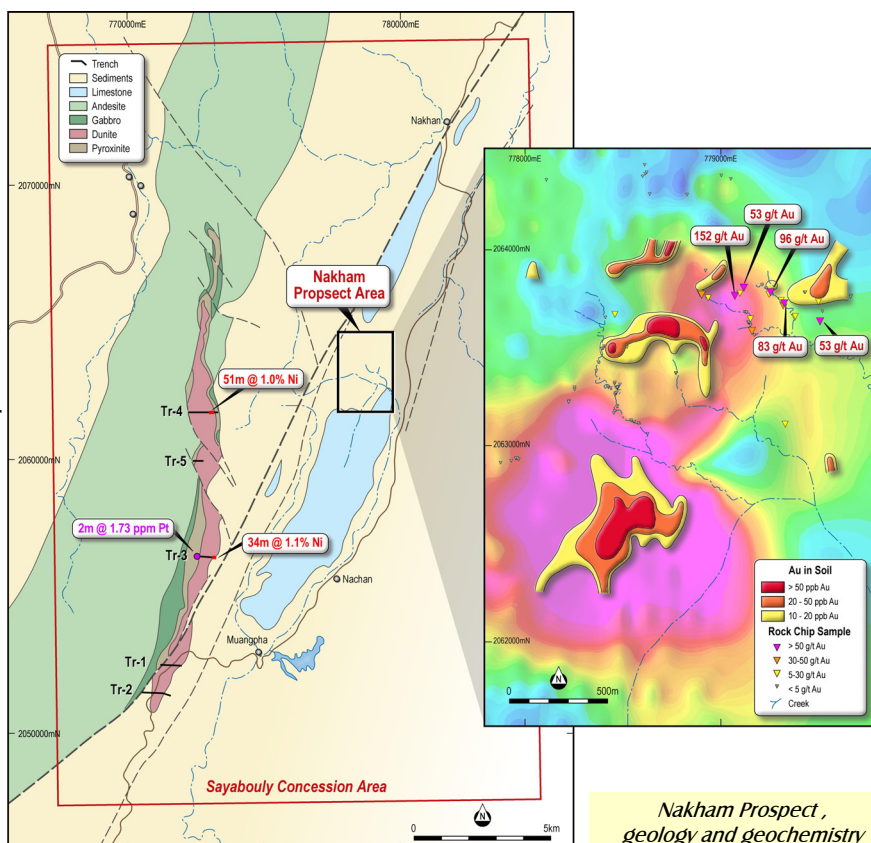 770000mE
780000mE
Trench
Sediments
Limestone
Andesite
Gabbro
Dunite
Pyroxinite
Nakhan
2070000mN
Nakham
Propsect Area
51m @ 1.0% Ni
Tr-4
2060000mN
Tr-5
2m @ 1.73 ppm Pt
Tr-3
34m @ 1.1% Ni
Nachan
Muangpha
Tr-1
Tr-2
2050000mN
Sayabouly Concession Area
N
0
5km
778000mE
779000mE
53 g/t Au
152 g/t Au
96 g/t Au
2064000mN
83 g/t Au
53 g/t Au
2063000mN
Au in Soil
> 50 ppb Au
20 - 50 ppb Au
10 - 20 ppb Au
Rock Chip Sample
> 50 g/t Au
30-50 g/t Au
5-30 g/t Au
< 5 g/t Au
Creek
2062000mN
N
0
500m
Nakham Prospect ,
geology and geochemistry